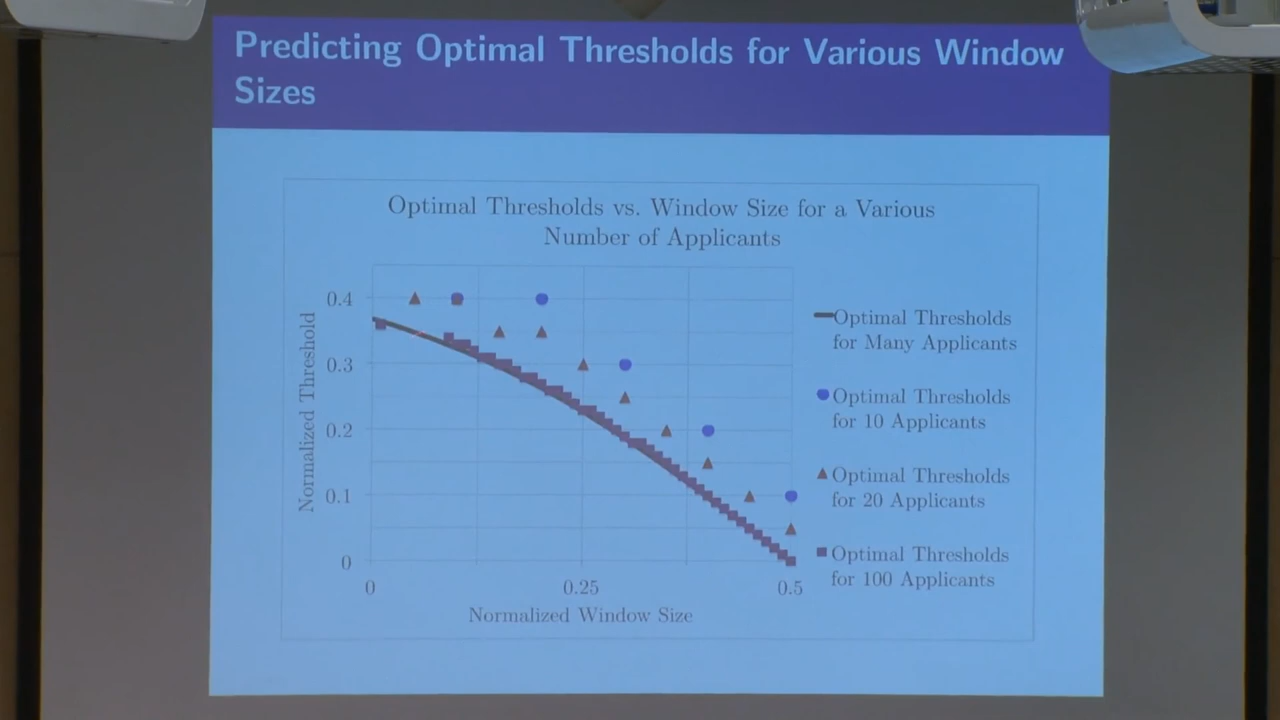 Predicting Optimal Thresholds for Various Window
Sizes
Optimal Thresholds vs. Window Size for a Various
Number of Applicants
Normalized Threshold
0.4
0.3
0.2
0.1
0
0
0.25
0.5
Normalized Window Size
Optimal Thresholds
for Many Applicants
Optimal Thresholds
for 10 Applicants
Optimal Thresholds
for 20 Applicants
Optimal Thresholds
for 100 Applicants